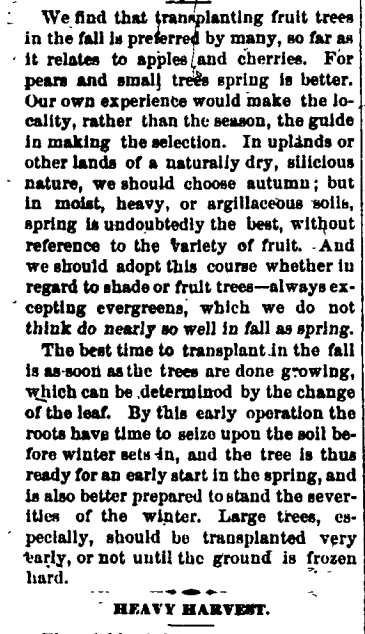 We find that transplanting fruit trees
in the fall is preferred by many, so far as
it relates to apples and cherries. For
pears and small trees spring is better.
Our own experience would make the lo-
cality, rather than the season, the guide
in making the selection. In uplands or
other lands of a naturally dry, silicious
nature, we should choose autumn; but
in moist, heavy, or argillaceous soils,
spring is undoubtedly the best, without
reference to the variety of fruit. And
we should adopt this course whether in
regard to shade or fruit trees—always ex-
cepting evergreens, which we do not
think do nearly so well in fall as spring.
The best time to transplant in the fall
is as soon as the trees are done growing,
which can be determined by the change
of the leaf. By this early operation the
roots have time to seize upon the soil be-
fore winter sets in, and the tree is thus
ready for an early start in the spring, and
is also better prepared to stand the sever-
ities of the winter. Large trees, es-
pecially, should be transplanted very
early, or not until the ground is frozen
hard.
HEAVY HARVEST.